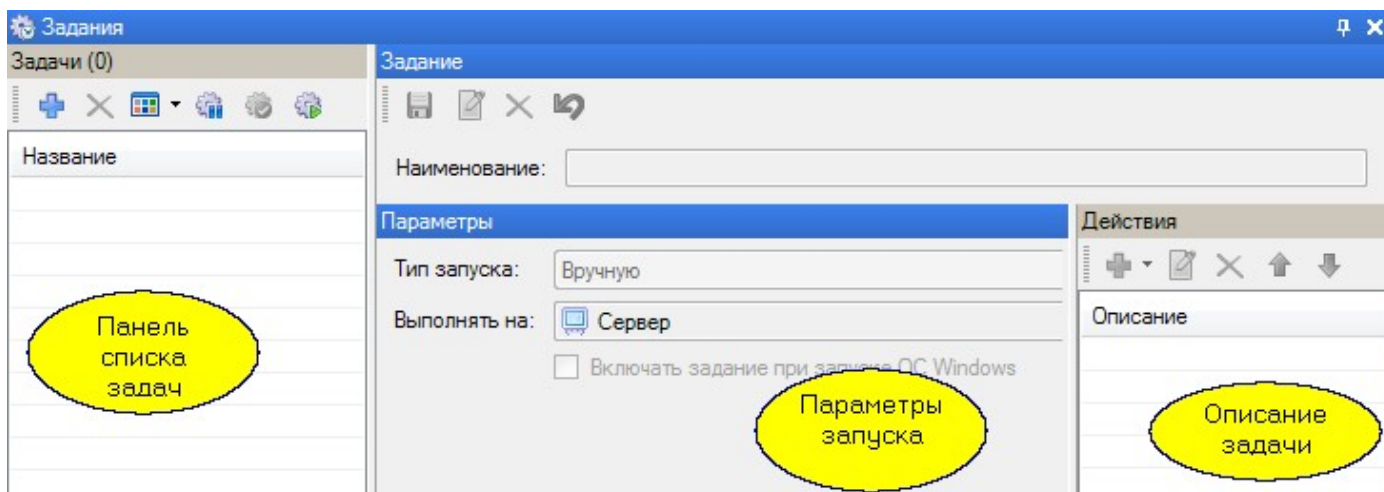 Задания
Задачи (0)
Название
Панель
списка
задач
Задание
Наименование:
Параметры
Тип запуска:
Вручную
Выполнять на:
Сервер
Включать задание при запуске ОС Windows
Параметры
запуска
Действия
Описание
Описание
задачи